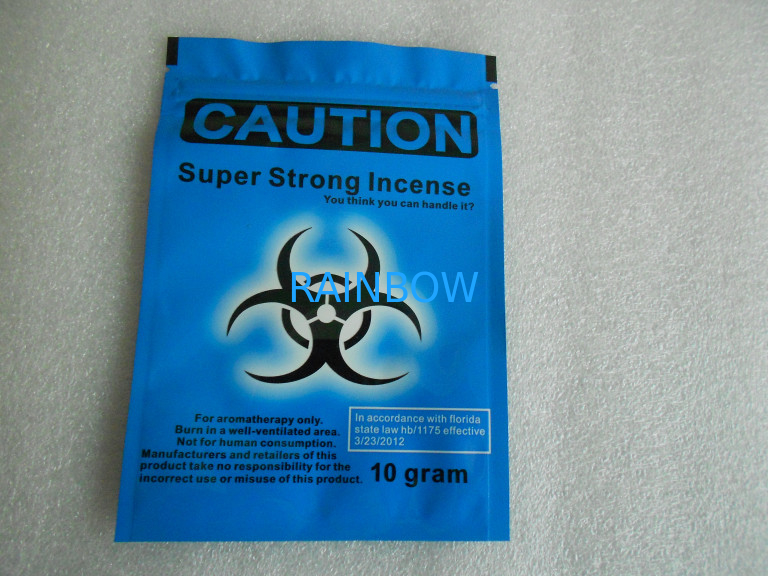 CAUTION
Super Strong Incense
You think you can handle it?
RAINBOW
For aromatherapy only.
Burn in a well-ventilated area.
Not for human consumption.
Manufacturers and retailers of this
product take no responsibility for the
incorrect use or misuse of this product.
In accordance with florida
state law hb/1175 effective
3/23/2012
10 gram